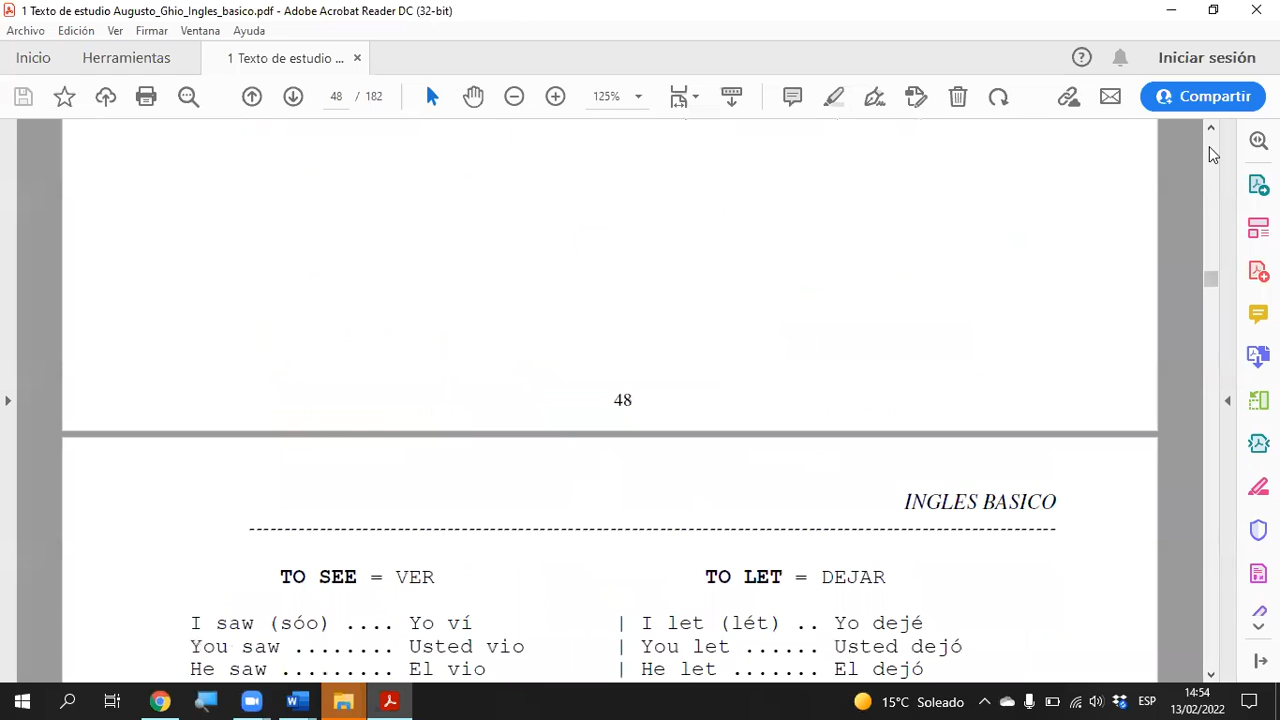 1 Texto de estudio Augusto_Ghio_Ingles_basico.pdf - Adobe Acrobat Reader DC (32-bit)
Archivo Edición Ver Firmar Ventana Ayuda
Inicio Herramientas 1 Texto de estudio ... × Iniciar sesión
48 / 182 125% Compartir
48
INGLES BASICO
--------------------------------------------------------------------------------------------
TO SEE = VER TO LET = DEJAR
I saw (sóo) .... Yo ví | I let (lét) .. Yo dejé
You saw ........ Usted vio | You let ...... Usted dejó
He saw ......... El vio | He let ....... El dejó
15°C Soleado ESP 14:54
13/02/2022